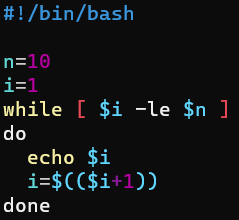 #!/bin/bash
n=10
i=1
while [ $i -le $n ]
do
  echo $i
  i=$(($i+1))
done